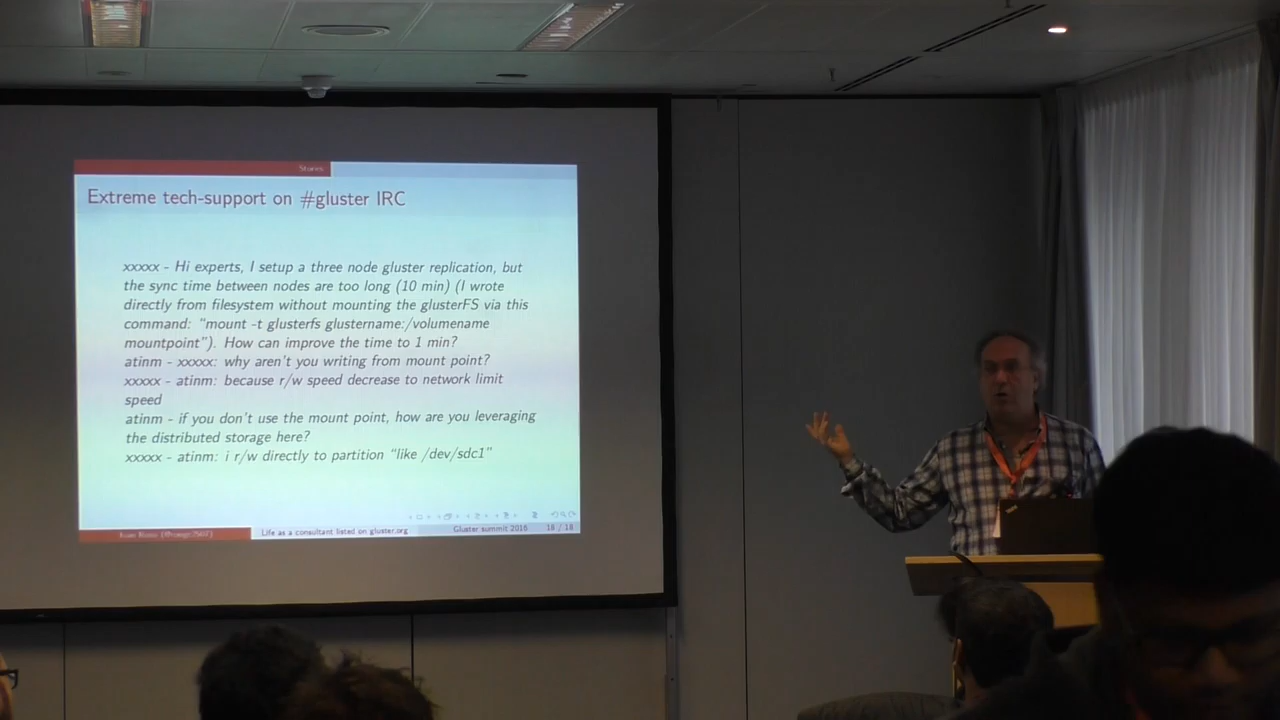 Stores
Extreme tech-support on #gluster IRC
xxxxx - Hi experts, I setup a three node gluster replication, but
the sync time between nodes are too long (10 min) (I wrote
directly from filesystem without mounting the glusterFS via this
command: "mount -t glusterfs glustername:/volumename
mountpoint"). How can improve the time to 1 min?
atinm - xxxxx: why aren't you writing from mount point?
xxxxx - atinm: because r/w speed decrease to network limit
speed
atinm - if you don't use the mount point, how are you leveraging
the distributed storage here?
xxxxx - atinm: i r/w directly to partition "like /dev/sdc1"
Life as a consultant listed on gluster.org
Gluster summit 2016
18 / 18